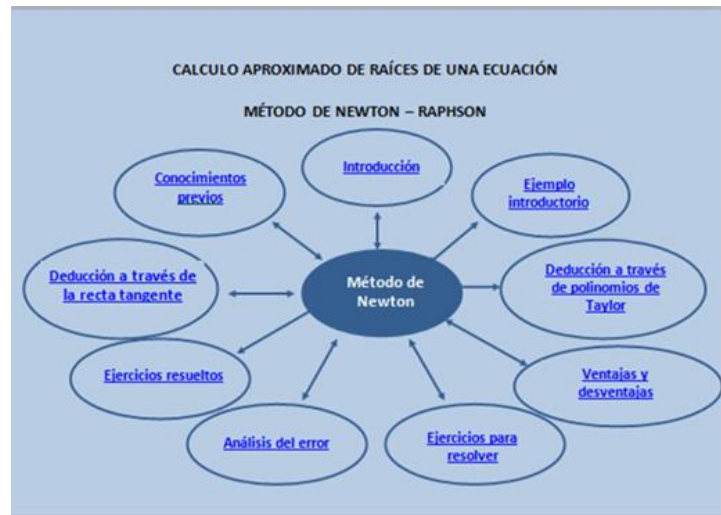 CALCULO APROXIMADO DE RAÍCES DE UNA ECUACIÓN
MÉTODO DE NEWTON – RAPHSON
Introducción
Conocimientos
previos
Ejemplo
introductorio
Deducción a través de
la recta tangente
Método de
Newton
Deducción a través
de polinomios de
Taylor
Ejercicios resueltos
Ventajas y
desventajas
Análisis del error
Ejercicios para
resolver